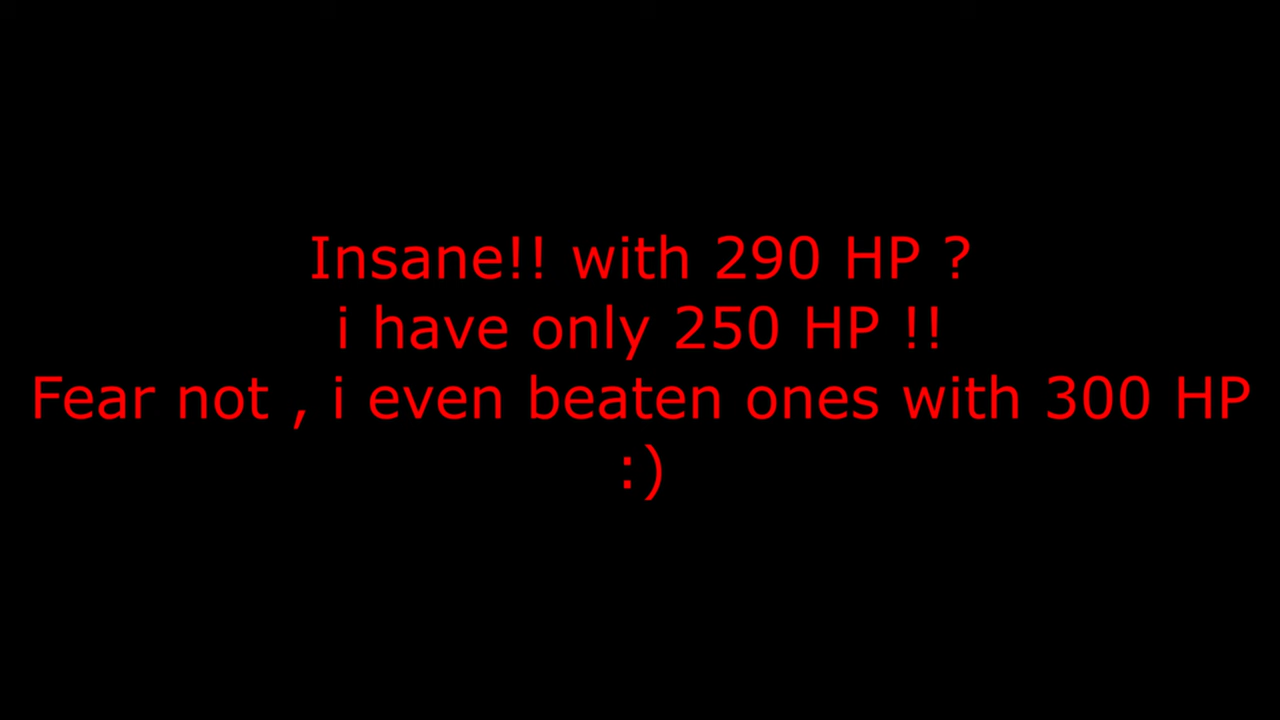 Insane!! with 290 HP ?
i have only 250 HP !!
Fear not , i even beaten ones with 300 HP
:)